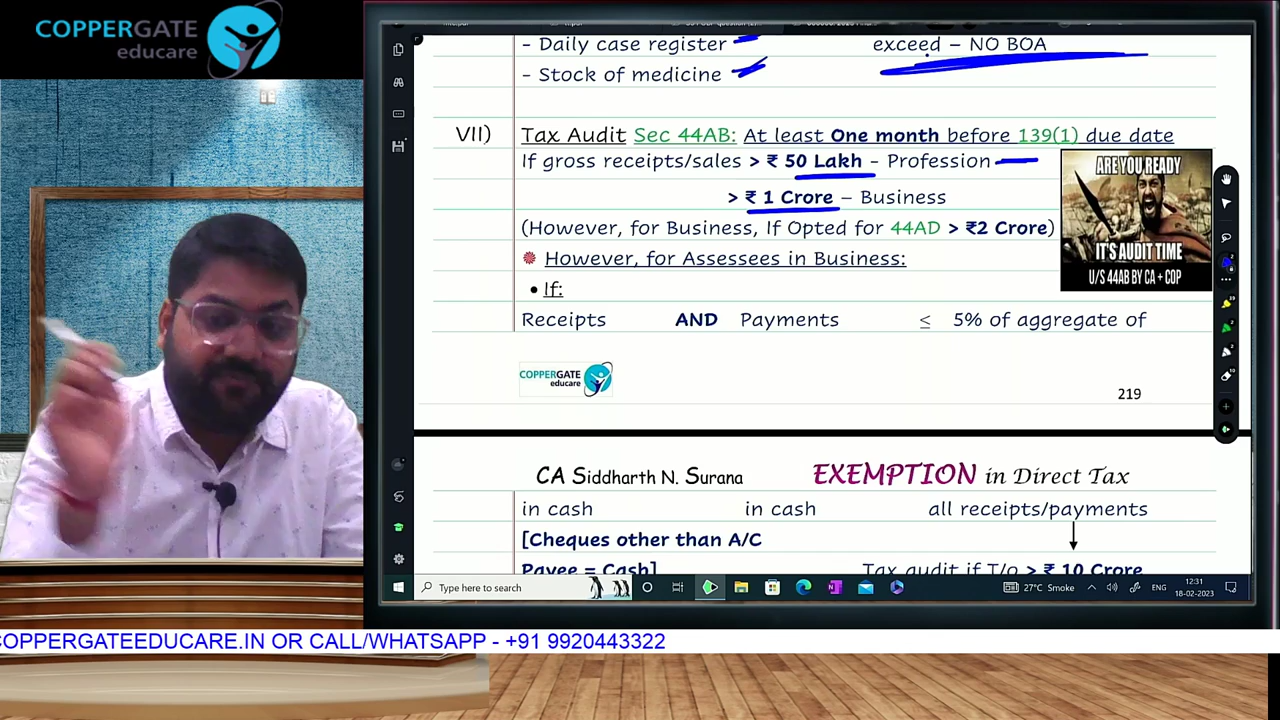 COPPERGATE
educare
- Daily case register
exceed – NO BOA
- Stock of medicine
VII) Tax Audit Sec 44AB: At least One month before 139(1) due date
If gross receipts/sales > ₹ 50 Lakh – Profession
> ₹ 1 Crore – Business
(However, for Business, If Opted for 44AD > ₹2 Crore)
However, for Assessees in Business:
• If:
Receipts AND Payments ≤ 5% of aggregate of
ARE YOU READY
IT'S AUDIT TIME
U/S 44AB BY CA + COP
COPPERGATE
educare
219
CA Siddharth N. Surana EXEMPTION in Direct Tax
in cash in cash all receipts/payments
[Cheques other than A/C
Payee = Cash] Tax audit if T/o > ₹ 10 Crore
Type here to search
27°C Smoke
ENG
12:31
18-02-2023
COPPERGATEEDUCARE.IN OR CALL/WHATSAPP - +91 9920443322